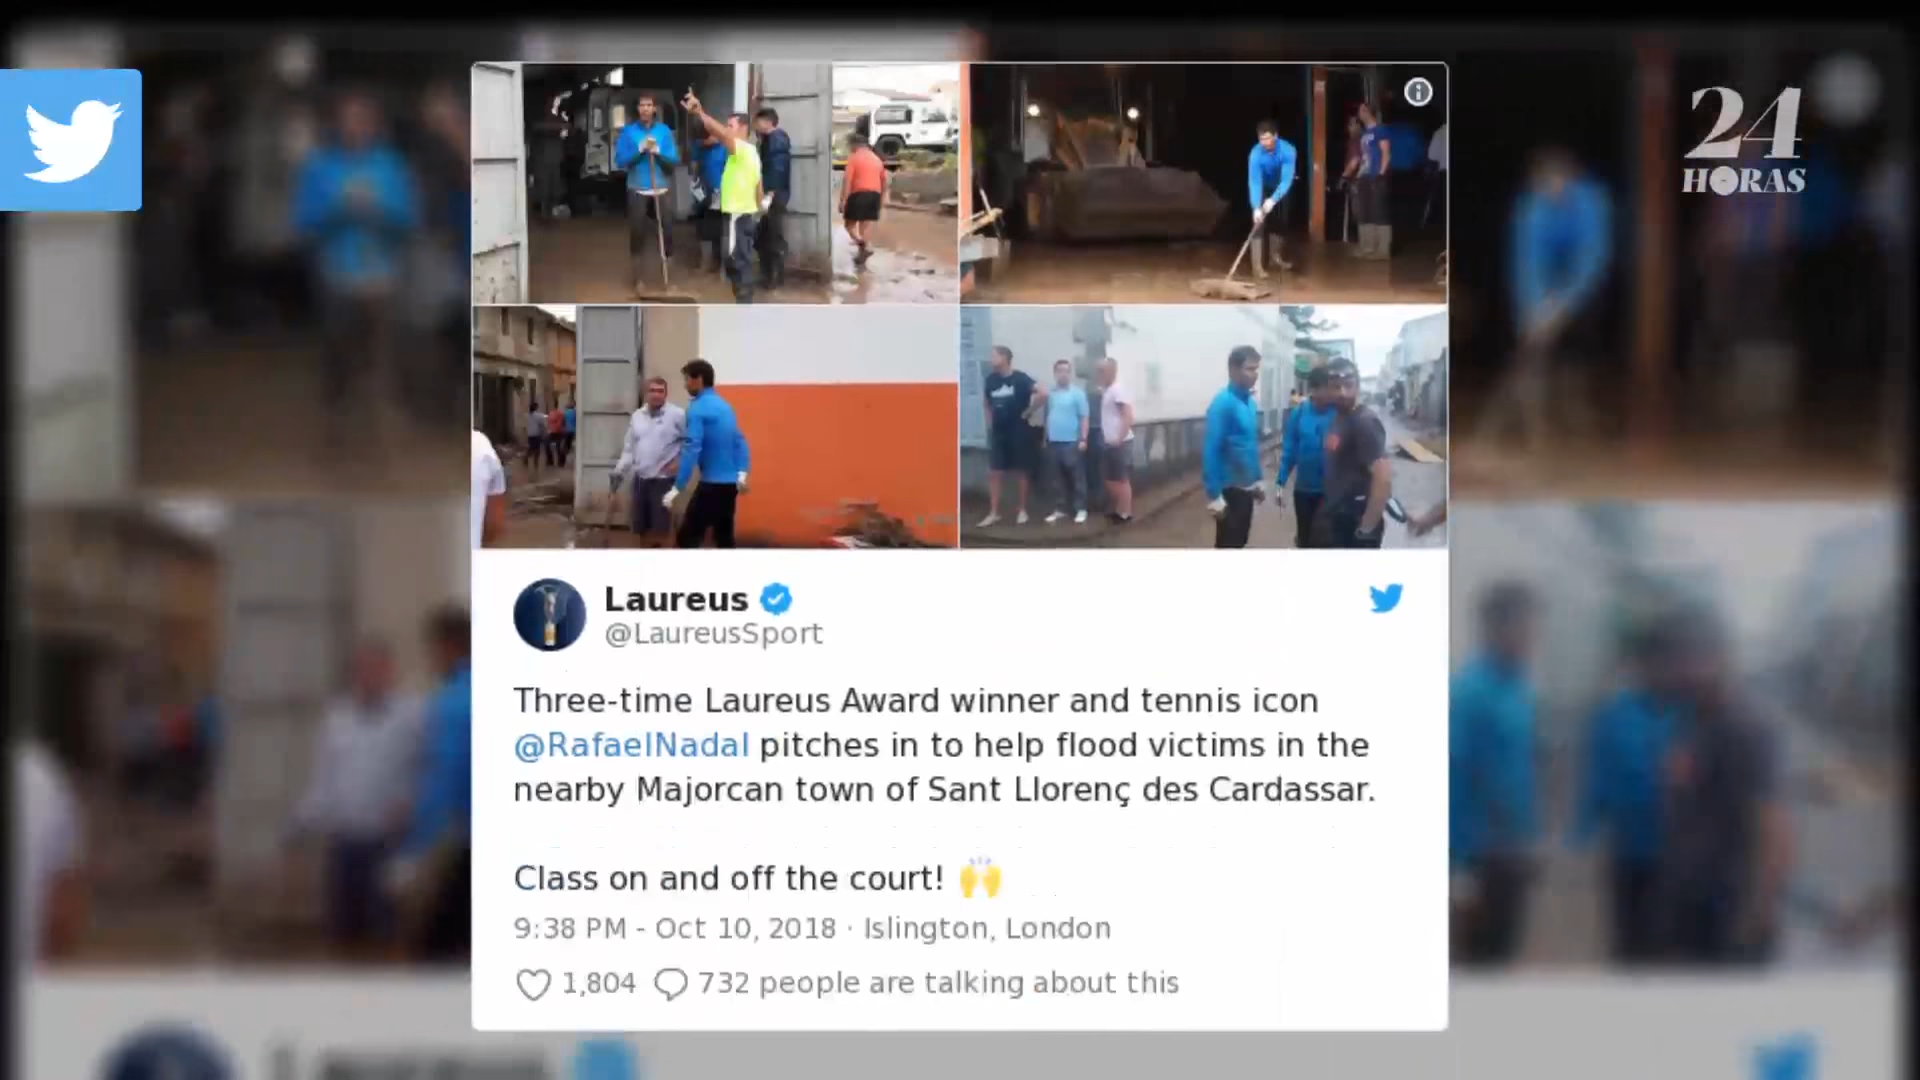 24
HORAS
Laureus
@LaureusSport
Three-time Laureus Award winner and tennis icon
@RafaelNadal pitches in to help flood victims in the
nearby Majorcan town of Sant Llorenç des Cardassar.
Class on and off the court! 🙌
9:38 PM - Oct 10, 2018 · Islington, London
1,804 732 people are talking about this